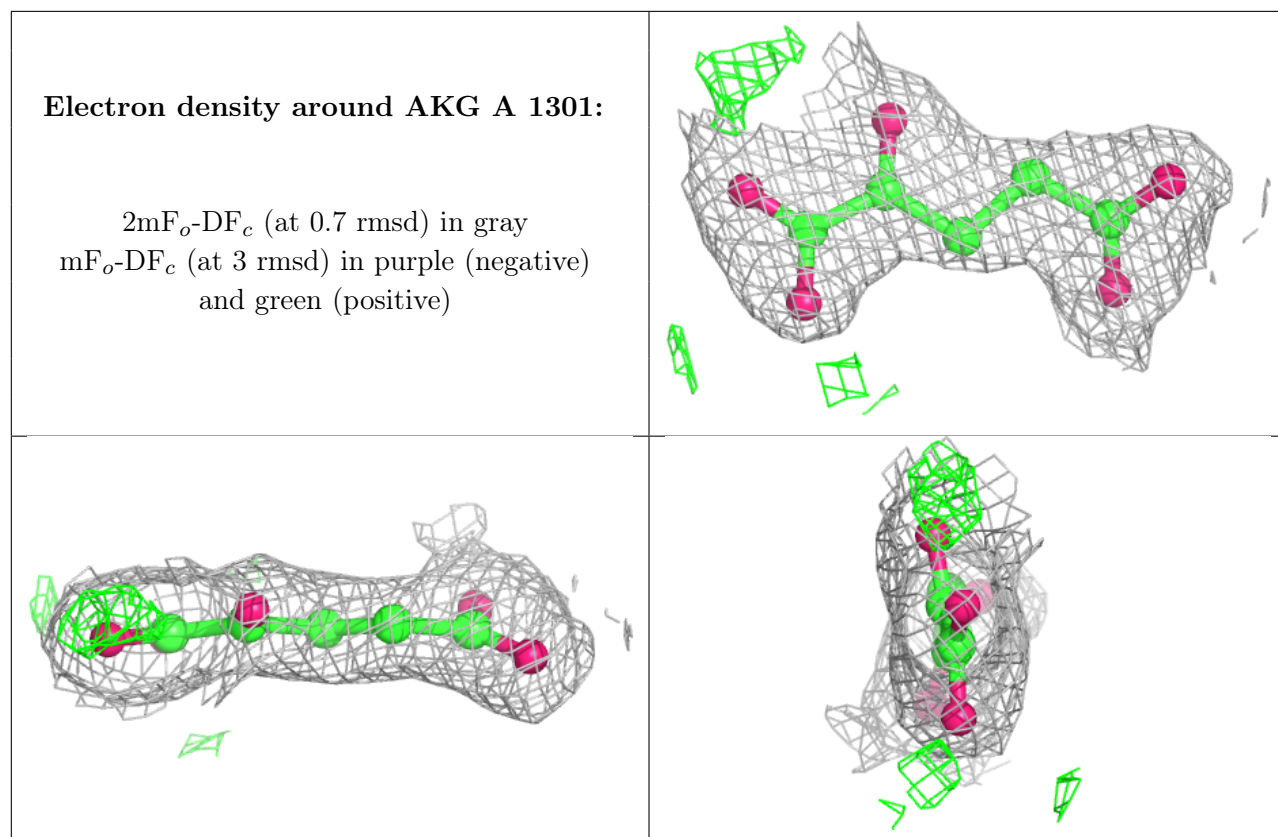 Electron density around AKG A 1301:
2mFₒ-DF𝒸 (at 0.7 rmsd) in gray
mFₒ-DF𝒸 (at 3 rmsd) in purple (negative)
and green (positive)